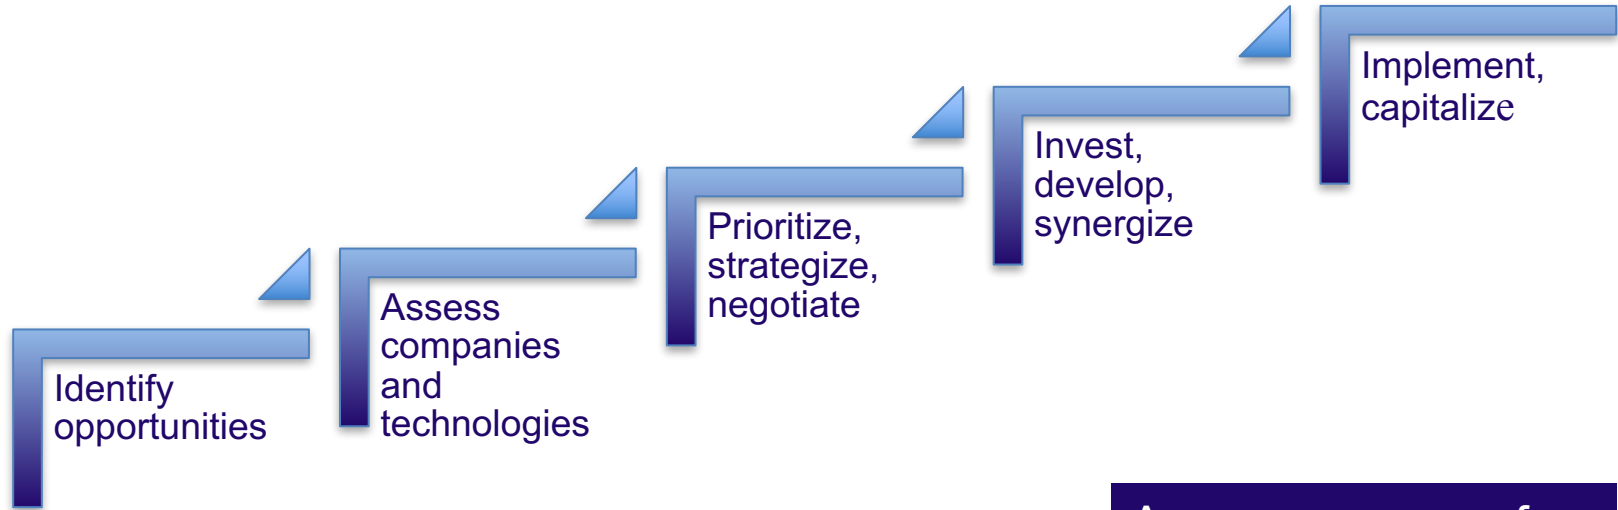 Identify
opportunities
Assess
companies
and
technologies
Prioritize,
strategize,
negotiate
Invest,
develop,
synergize
Implement,
capitalize